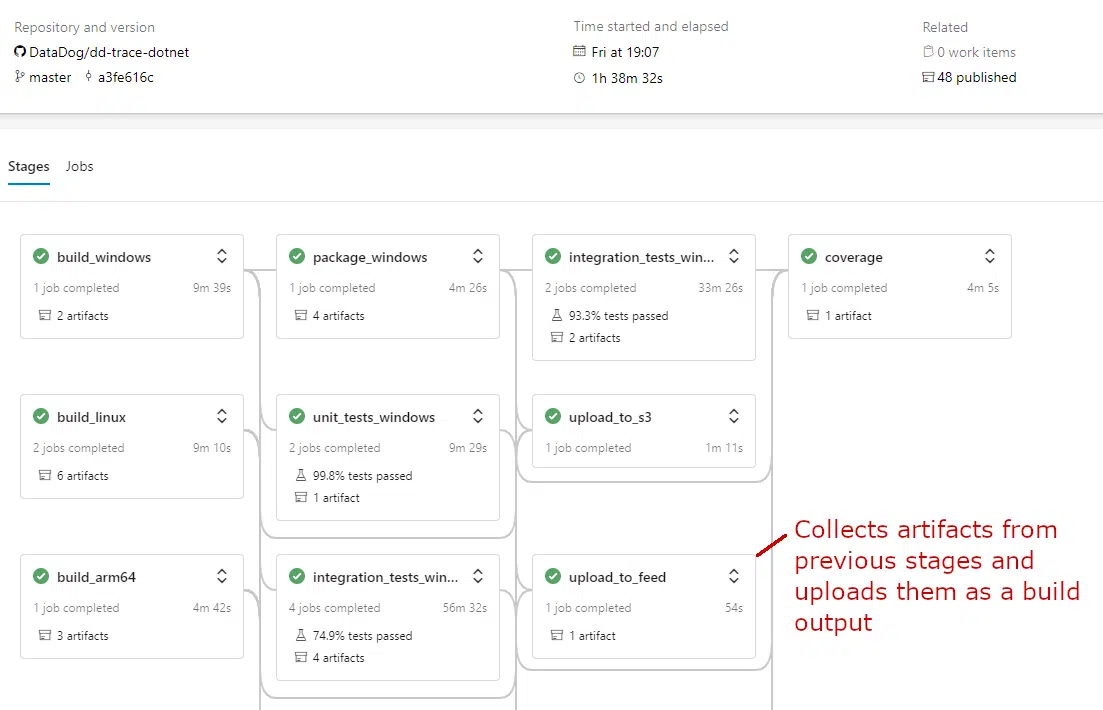 Repository and version
DataDog/dd-trace-dotnet
master a3fe616c
Time started and elapsed
Fri at 19:07
1h 38m 32s
Related
0 work items
48 published
Stages Jobs
build_windows
1 job completed 9m 39s
2 artifacts
package_windows
1 job completed 4m 26s
4 artifacts
integration_tests_win...
2 jobs completed 33m 26s
93.3% tests passed
2 artifacts
coverage
1 job completed 4m 5s
1 artifact
build_linux
2 jobs completed 9m 10s
6 artifacts
unit_tests_windows
2 jobs completed 9m 29s
99.8% tests passed
1 artifact
upload_to_s3
1 job completed 1m 11s
build_arm64
1 job completed 4m 42s
3 artifacts
integration_tests_win...
4 jobs completed 56m 32s
74.9% tests passed
4 artifacts
upload_to_feed
1 job completed 54s
1 artifact
Collects artifacts from
previous stages and
uploads them as a build
output